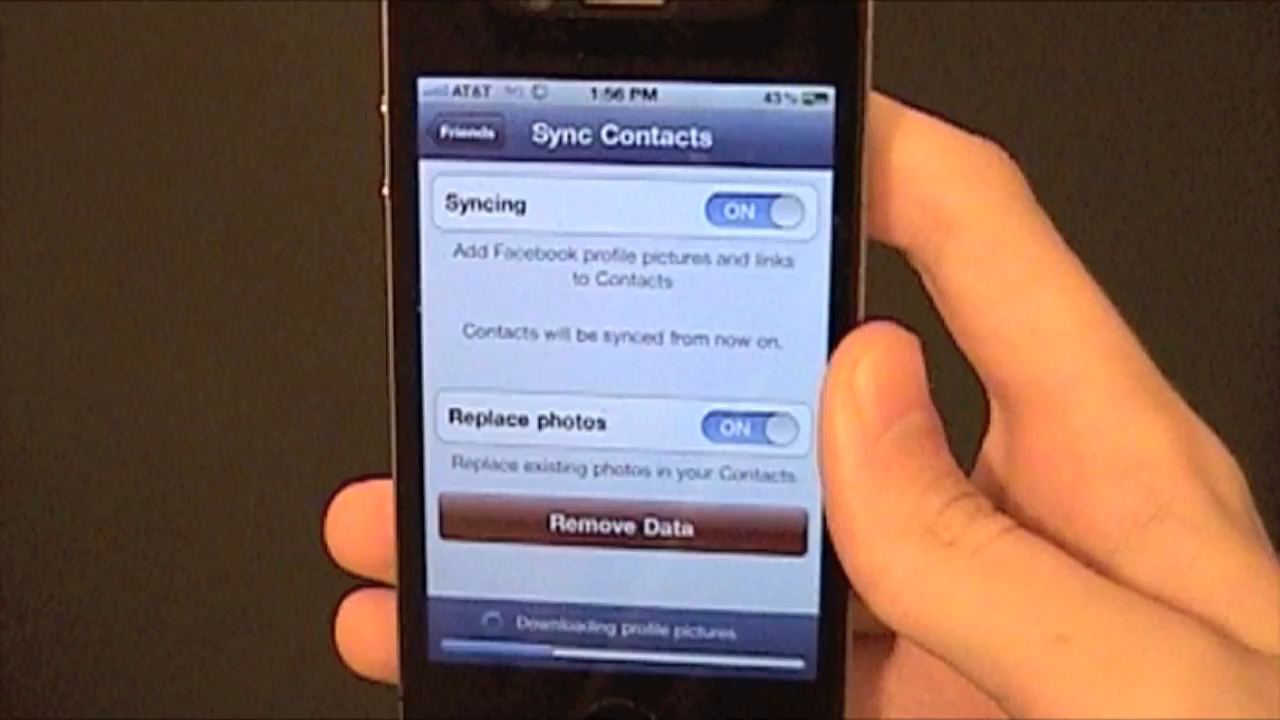 AT&T 3G 1:56 PM 43%
Friends Sync Contacts
Syncing ON
Add Facebook profile pictures and links
to Contacts
Contacts will be synced from now on.
Replace photos ON
Replace existing photos in your Contacts
Remove Data
Downloading profile pictures